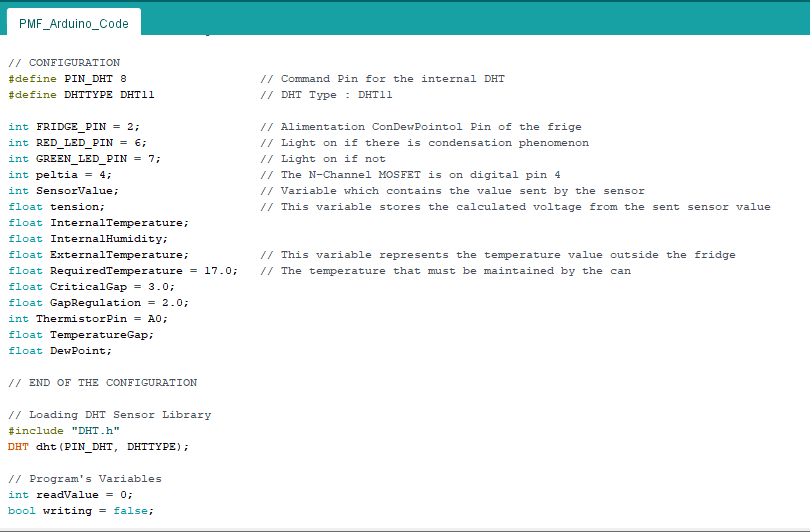 PMF_Arduino_Code
// CONFIGURATION
#define PIN_DHT 8 // Command Pin for the internal DHT
#define DHTTYPE DHT11 // DHT Type : DHT11
int FRIDGE_PIN = 2; // Alimentation ConDewPointol Pin of the frige
int RED_LED_PIN = 6; // Light on if there is condensation phenomenon
int GREEN_LED_PIN = 7; // Light on if not
int peltia = 4; // The N-Channel MOSFET is on digital pin 4
int SensorValue; // Variable which contains the value sent by the sensor
float tension; // This variable stores the calculated voltage from the sent sensor value
float InternalTemperature;
float InternalHumidity;
float ExternalTemperature; // This variable represents the temperature value outside the fridge
float RequiredTemperature = 17.0; // The temperature that must be maintained by the can
float CriticalGap = 3.0;
float GapRegulation = 2.0;
int ThermistorPin = A0;
float TemperatureGap;
float DewPoint;
// END OF THE CONFIGURATION
// Loading DHT Sensor Library
#include "DHT.h"
DHT dht(PIN_DHT, DHTTYPE);
// Program's Variables
int readValue = 0;
bool writing = false;